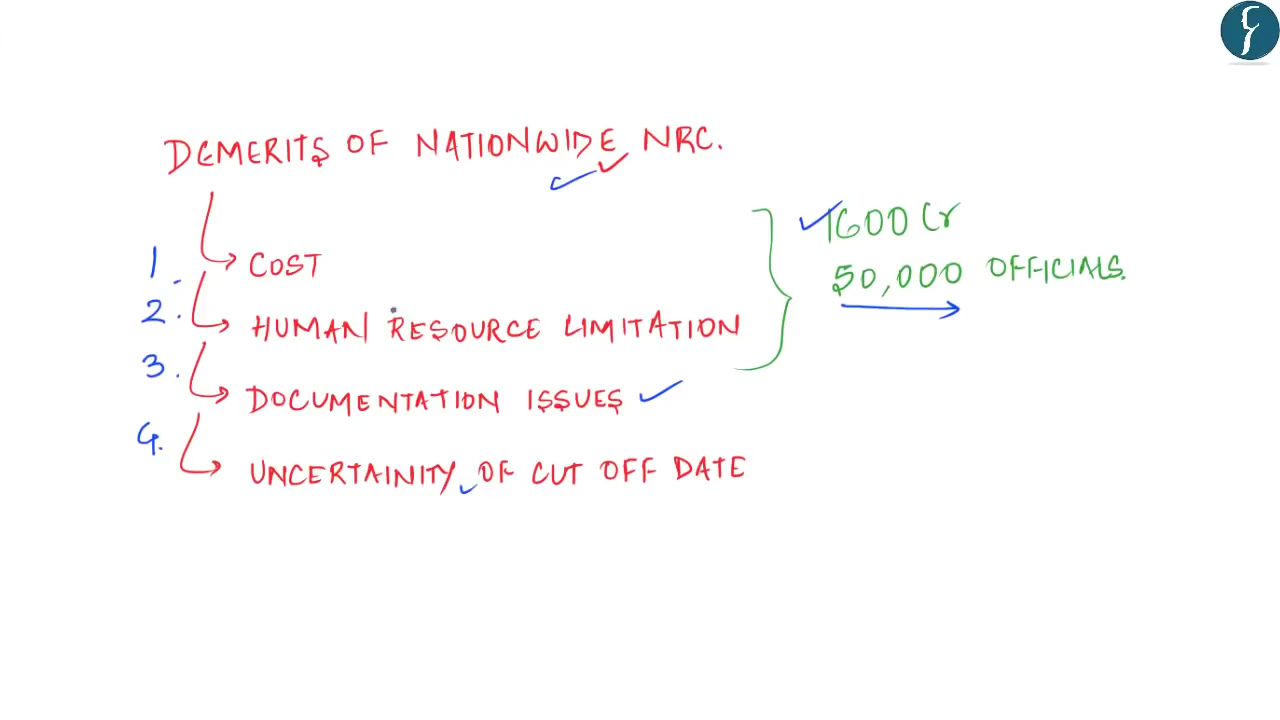 DEMERITS OF NATIONWIDE NRC.
1. COST
2. HUMAN RESOURCE LIMITATION
3. DOCUMENTATION ISSUES
4. UNCERTAINITY OF CUT OFF DATE
1600 Cr
50,000 OFFICIALS.